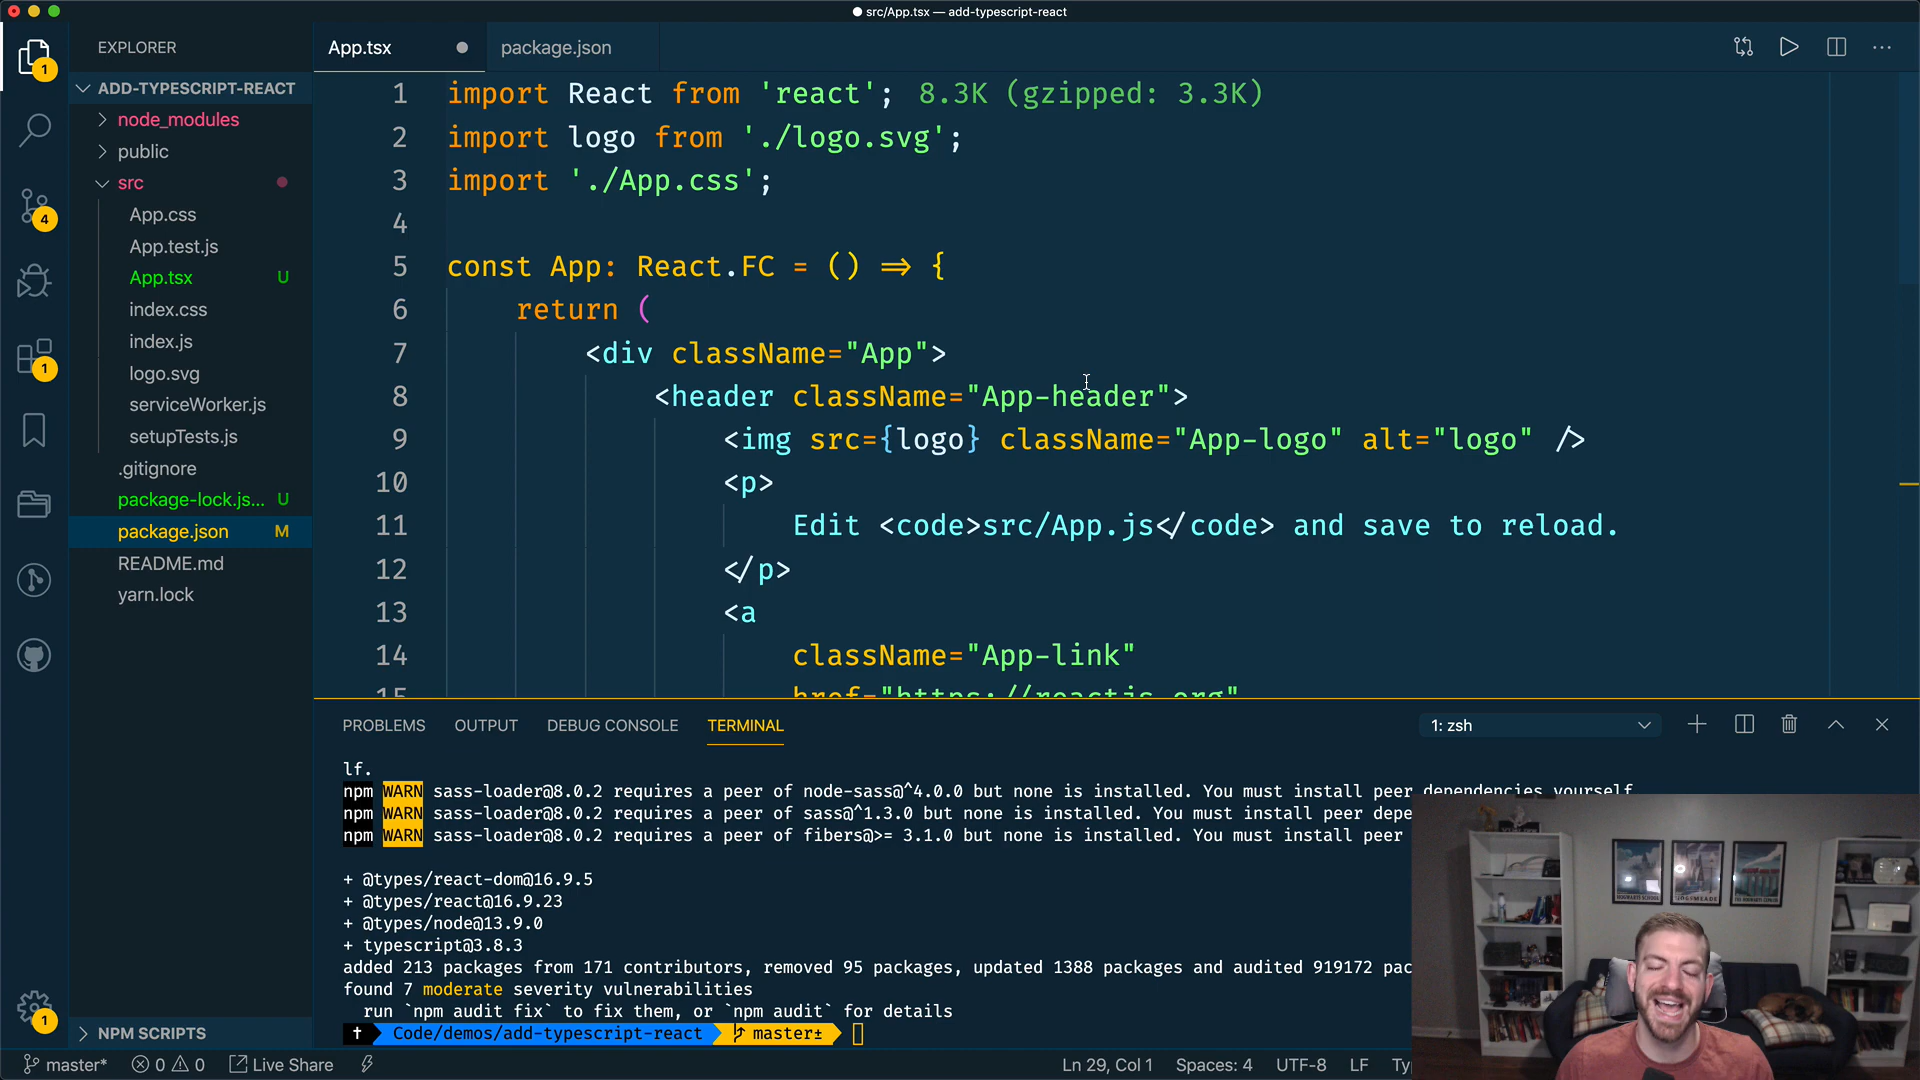 src/App.tsx — add-typescript-react
EXPLORER
ADD-TYPESCRIPT-REACT
node_modules
public
src
App.css
App.test.js
App.tsx U
index.css
index.js
logo.svg
serviceWorker.js
setupTests.js
.gitignore
package-lock.js... U
package.json M
README.md
yarn.lock
NPM SCRIPTS
1
4
1
1
App.tsx
package.json
1 import React from 'react'; 8.3K (gzipped: 3.3K)
2 import logo from './logo.svg';
3 import './App.css';
4
5 const App: React.FC = () => {
6 return (
7 <div className="App">
8 <header className="App-header">
9 <img src={logo} className="App-logo" alt="logo" />
10 <p>
11 Edit <code>src/App.js</code> and save to reload.
12 </p>
13 <a
14 className="App-link"
15 href="https://reactjs.org"
PROBLEMS OUTPUT DEBUG CONSOLE TERMINAL
1: zsh
lf.
npm WARN sass-loader@8.0.2 requires a peer of node-sass@^4.0.0 but none is installed. You must install peer dependencies yourself
npm WARN sass-loader@8.0.2 requires a peer of sass@^1.3.0 but none is installed. You must install peer depe
npm WARN sass-loader@8.0.2 requires a peer of fibers@>= 3.1.0 but none is installed. You must install peer
+ @types/react-dom@16.9.5
+ @types/react@16.9.23
+ @types/node@13.9.0
+ typescript@3.8.3
added 213 packages from 171 contributors, removed 95 packages, updated 1388 packages and audited 919172 pac
found 7 moderate severity vulnerabilities
run `npm audit fix` to fix them, or `npm audit` for details
Code/demos/add-typescript-react master±
master* 0 0 Live Share
Ln 29, Col 1 Spaces: 4 UTF-8 LF Ty